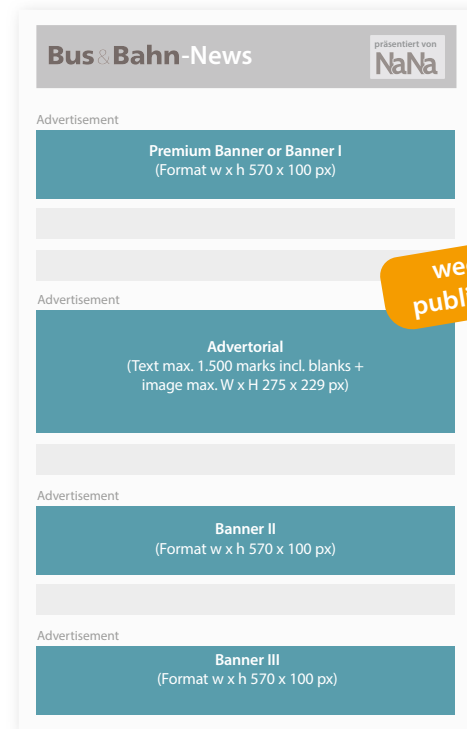 Bus&Bahn-News
präsentiert von
NaNa
Advertisement
Premium Banner or Banner I
(Format w x h 570 x 100 px)
Advertisement
Advertorial
(Text max. 1.500 marks incl. blanks +
image max. W x H 275 x 229 px)
Advertisement
Banner II
(Format w x h 570 x 100 px)
Advertisement
Banner III
(Format w x h 570 x 100 px)